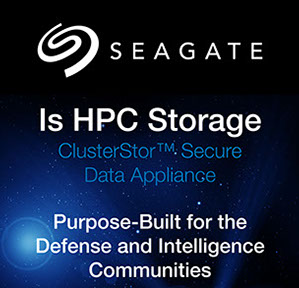 SEAGATE
Is HPC Storage
ClusterStor™ Secure
Data Appliance
Purpose-Built for the
Defense and Intelligence
Communities